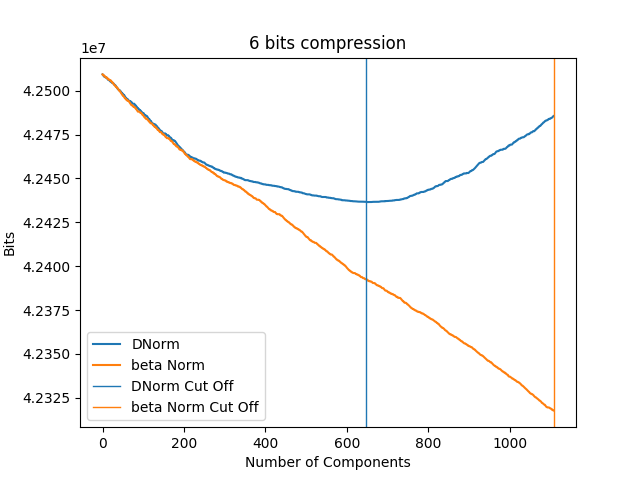 6 bits compression
1e7
4.2500
4.2475
4.2450
4.2425
4.2400
4.2375
4.2350
4.2325
Bits
DNorm
beta Norm
DNorm Cut Off
beta Norm Cut Off
0 200 400 600 800 1000
Number of Components